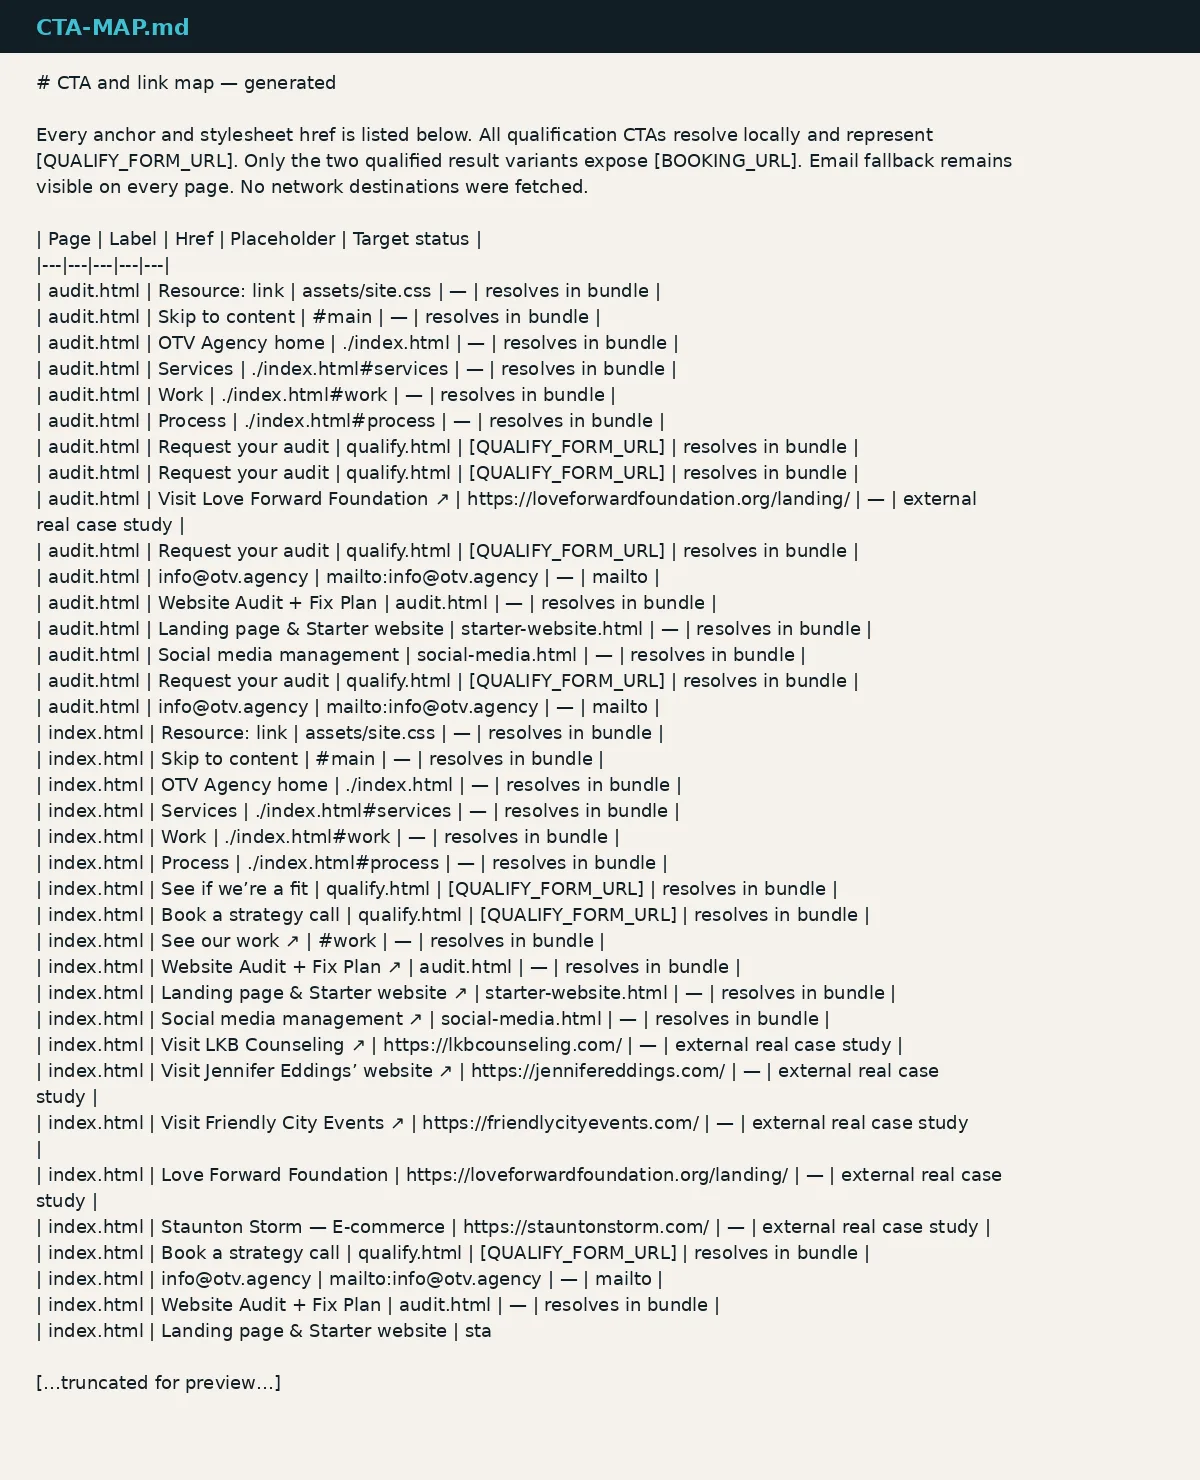 CTA-MAP.md
# CTA and link map — generated
Every anchor and stylesheet href is listed below. All qualification CTAs resolve locally and represent
[QUALIFY_FORM_URL]. Only the two qualified result variants expose [BOOKING_URL]. Email fallback remains
visible on every page. No network destinations were fetched.
| Page | Label | Href | Placeholder | Target status |
|---|---|---|---|---|
| audit.html | Resource: link | assets/site.css | — | resolves in bundle |
| audit.html | Skip to content | #main | — | resolves in bundle |
| audit.html | OTV Agency home | ./index.html | — | resolves in bundle |
| audit.html | Services | ./index.html#services | — | resolves in bundle |
| audit.html | Work | ./index.html#work | — | resolves in bundle |
| audit.html | Process | ./index.html#process | — | resolves in bundle |
| audit.html | Request your audit | qualify.html | [QUALIFY_FORM_URL] | resolves in bundle |
| audit.html | Request your audit | qualify.html | [QUALIFY_FORM_URL] | resolves in bundle |
| audit.html | Visit Love Forward Foundation ↗ | https://loveforwardfoundation.org/landing/ | — | external
real case study |
| audit.html | Request your audit | qualify.html | [QUALIFY_FORM_URL] | resolves in bundle |
| audit.html | info@otv.agency | mailto:info@otv.agency | — | mailto |
| audit.html | Website Audit + Fix Plan | audit.html | — | resolves in bundle |
| audit.html | Landing page & Starter website | starter-website.html | — | resolves in bundle |
| audit.html | Social media management | social-media.html | — | resolves in bundle |
| audit.html | Request your audit | qualify.html | [QUALIFY_FORM_URL] | resolves in bundle |
| audit.html | info@otv.agency | mailto:info@otv.agency | — | mailto |
| index.html | Resource: link | assets/site.css | — | resolves in bundle |
| index.html | Skip to content | #main | — | resolves in bundle |
| index.html | OTV Agency home | ./index.html | — | resolves in bundle |
| index.html | Services | ./index.html#services | — | resolves in bundle |
| index.html | Work | ./index.html#work | — | resolves in bundle |
| index.html | Process | ./index.html#process | — | resolves in bundle |
| index.html | See if we’re a fit | qualify.html | [QUALIFY_FORM_URL] | resolves in bundle |
| index.html | Book a strategy call | qualify.html | [QUALIFY_FORM_URL] | resolves in bundle |
| index.html | See our work ↗ | #work | — | resolves in bundle |
| index.html | Website Audit + Fix Plan ↗ | audit.html | — | resolves in bundle |
| index.html | Landing page & Starter website ↗ | starter-website.html | — | resolves in bundle |
| index.html | Social media management ↗ | social-media.html | — | resolves in bundle |
| index.html | Visit LKB Counseling ↗ | https://lkbcounseling.com/ | — | external real case study |
| index.html | Visit Jennifer Eddings’ website ↗ | https://jennifereddings.com/ | — | external real case
study |
| index.html | Visit Friendly City Events ↗ | https://friendlycityevents.com/ | — | external real case study
|
| index.html | Love Forward Foundation | https://loveforwardfoundation.org/landing/ | — | external real case
study |
| index.html | Staunton Storm — E-commerce | https://stauntonstorm.com/ | — | external real case study |
| index.html | Book a strategy call | qualify.html | [QUALIFY_FORM_URL] | resolves in bundle |
| index.html | info@otv.agency | mailto:info@otv.agency | — | mailto |
| index.html | Website Audit + Fix Plan | audit.html | — | resolves in bundle |
| index.html | Landing page & Starter website | sta
[…truncated for preview…]